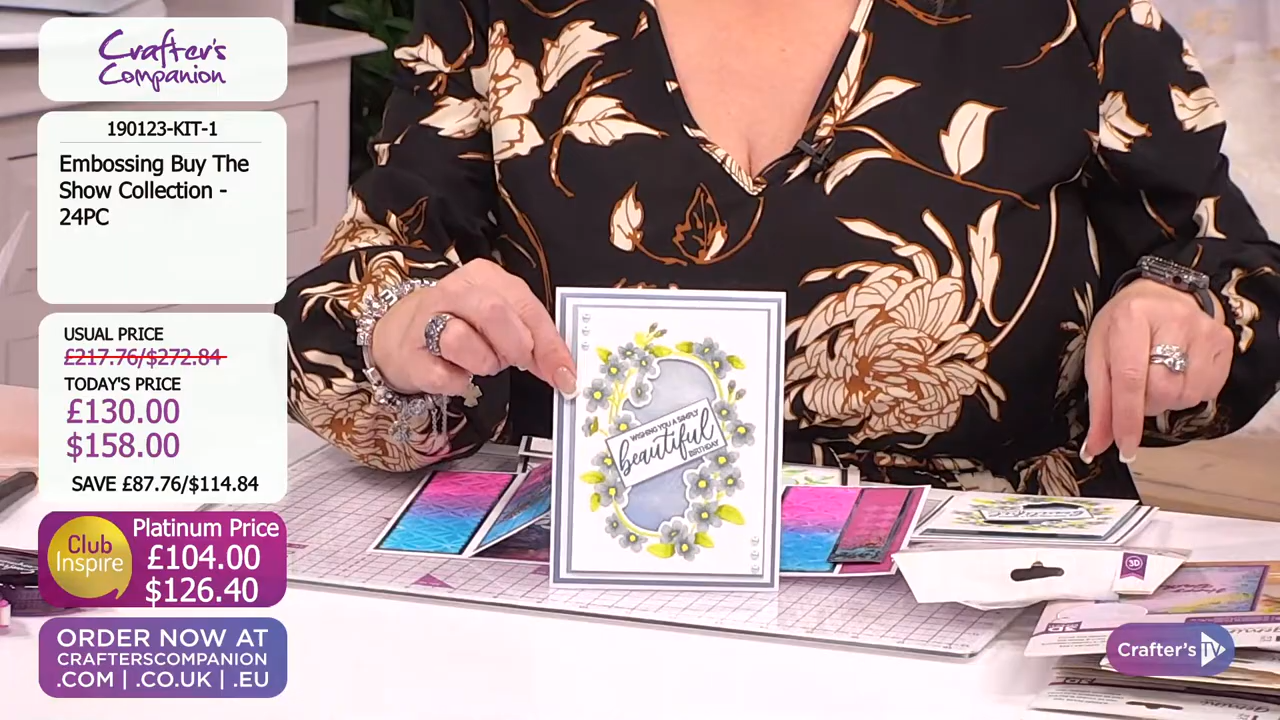 Crafter's
Companion
190123-KIT-1
Embossing Buy The
Show Collection -
24PC
USUAL PRICE
£217.76/$272.84
TODAY'S PRICE
£130.00
$158.00
SAVE £87.76/$114.84
Club
Inspire
Platinum Price
£104.00
$126.40
ORDER NOW AT
CRAFTERSCOMPANION
.COM | .CO.UK | .EU
WISHING YOU A SIMPLY
beautiful
BIRTHDAY
3D
Crafter's TV